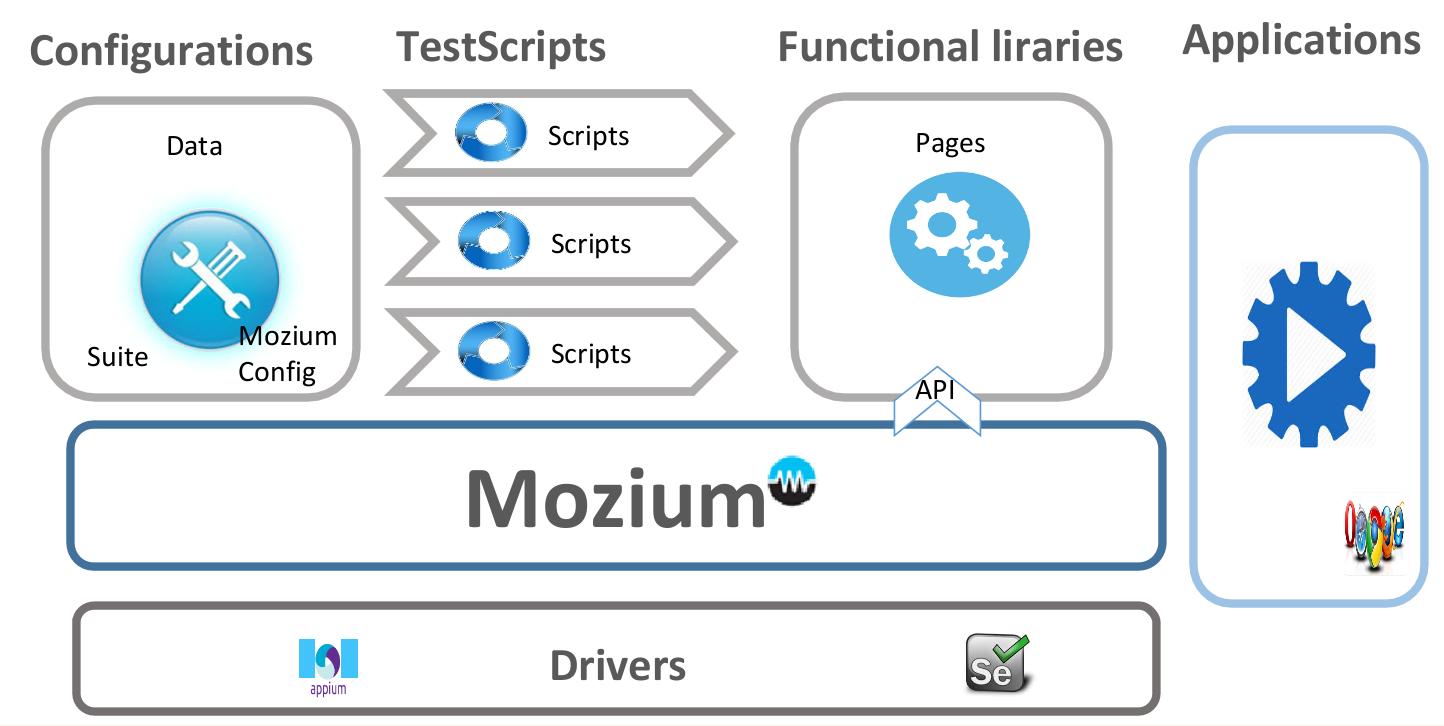 Configurations
TestScripts
Functional liraries
Applications
Data
Suite
Mozium
Config
Scripts
Scripts
Scripts
Pages
API
Mozium
Drivers
appium
Se